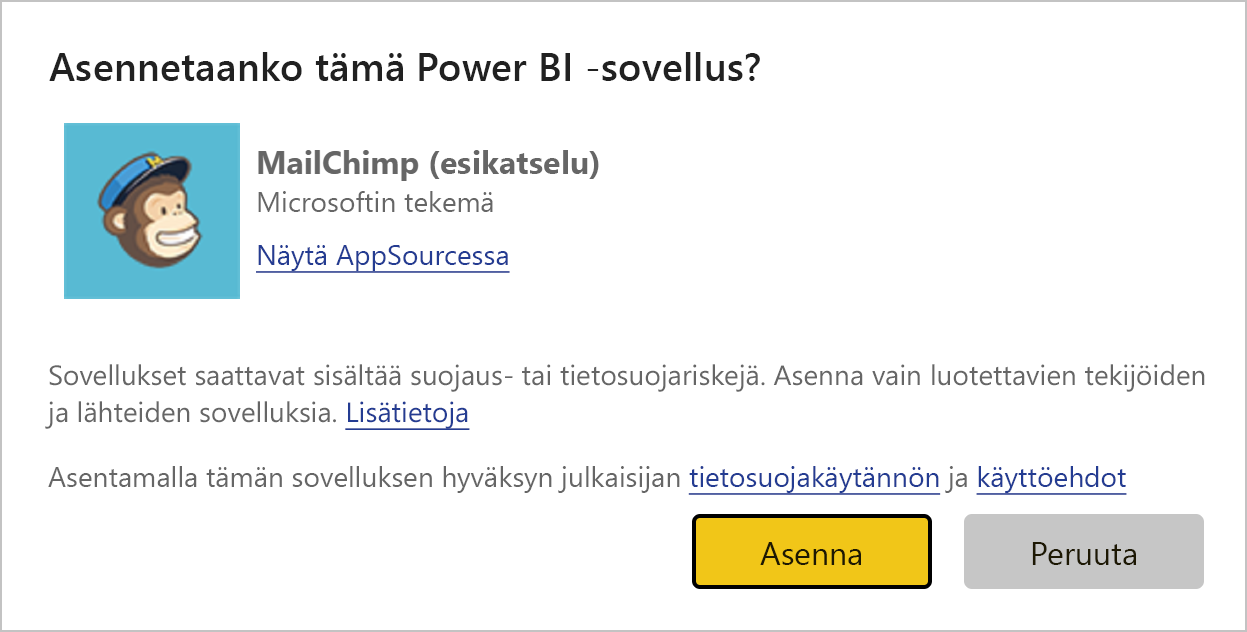 Asennetaanko tämä Power BI -sovellus?
MailChimp (esikatselu)
Microsoftin tekemä
Näytä AppSourcessa
Sovellukset saattavat sisältää suojaus- tai tietosuojariskejä. Asenna vain luotettavien tekijöiden
ja lähteiden sovelluksia. Lisätietoja
Asentamalla tämän sovelluksen hyväksyn julkaisijan tietosuojakäytännön ja käyttöehdot
Asenna
Peruuta